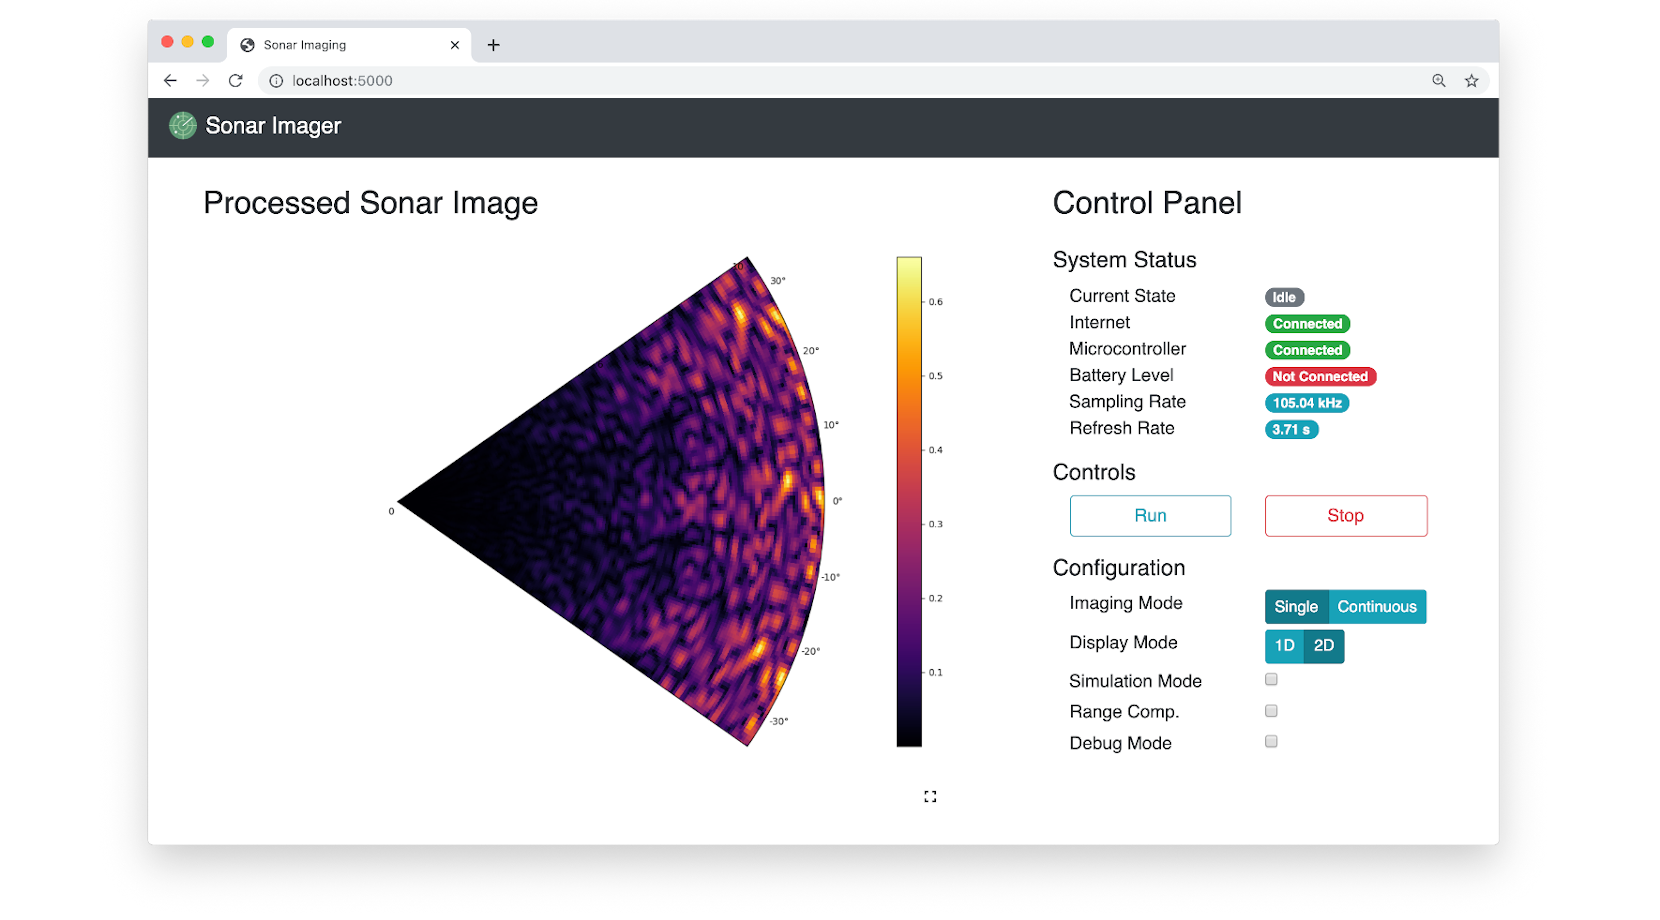 Sonar Imaging
localhost:5000
Sonar Imager
Processed Sonar Image
10
30°
20°
10°
0°
-10°
-20°
-30°
0
0.6
0.5
0.4
0.3
0.2
0.1
Control Panel
System Status
Current State Idle
Internet Connected
Microcontroller Connected
Battery Level Not Connected
Sampling Rate 105.04 kHz
Refresh Rate 3.71 s
Controls
Run Stop
Configuration
Imaging Mode Single Continuous
Display Mode 1D 2D
Simulation Mode
Range Comp.
Debug Mode